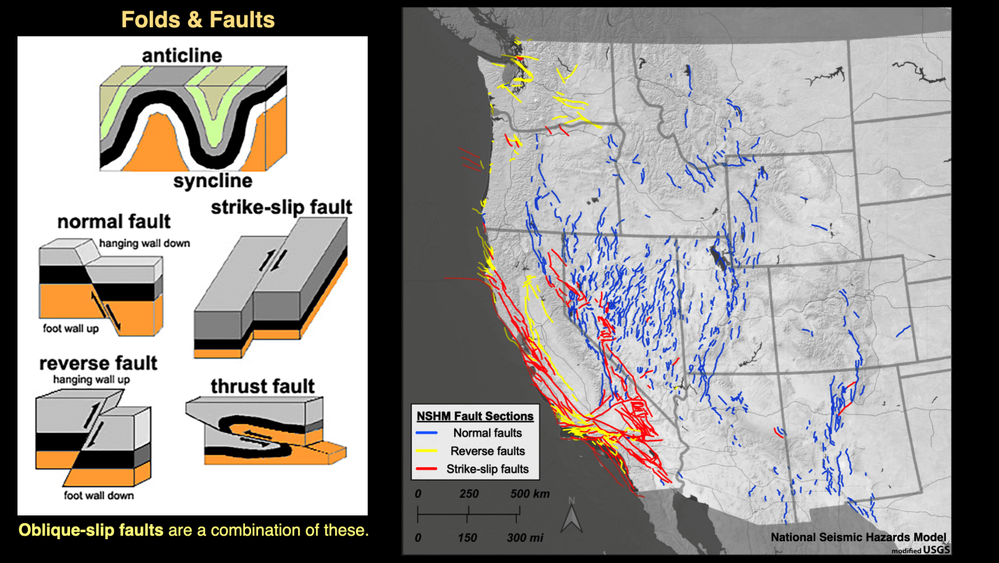 Folds & Faults
anticline
syncline
strike-slip fault
normal fault
hanging wall down
foot wall up
reverse fault
hanging wall up
thrust fault
foot wall down
Oblique-slip faults are a combination of these.
NSHM Fault Sections
Normal faults
Reverse faults
Strike-slip faults
0 250 500 km
0 150 300 mi
N
National Seismic Hazards Model
modified USGS